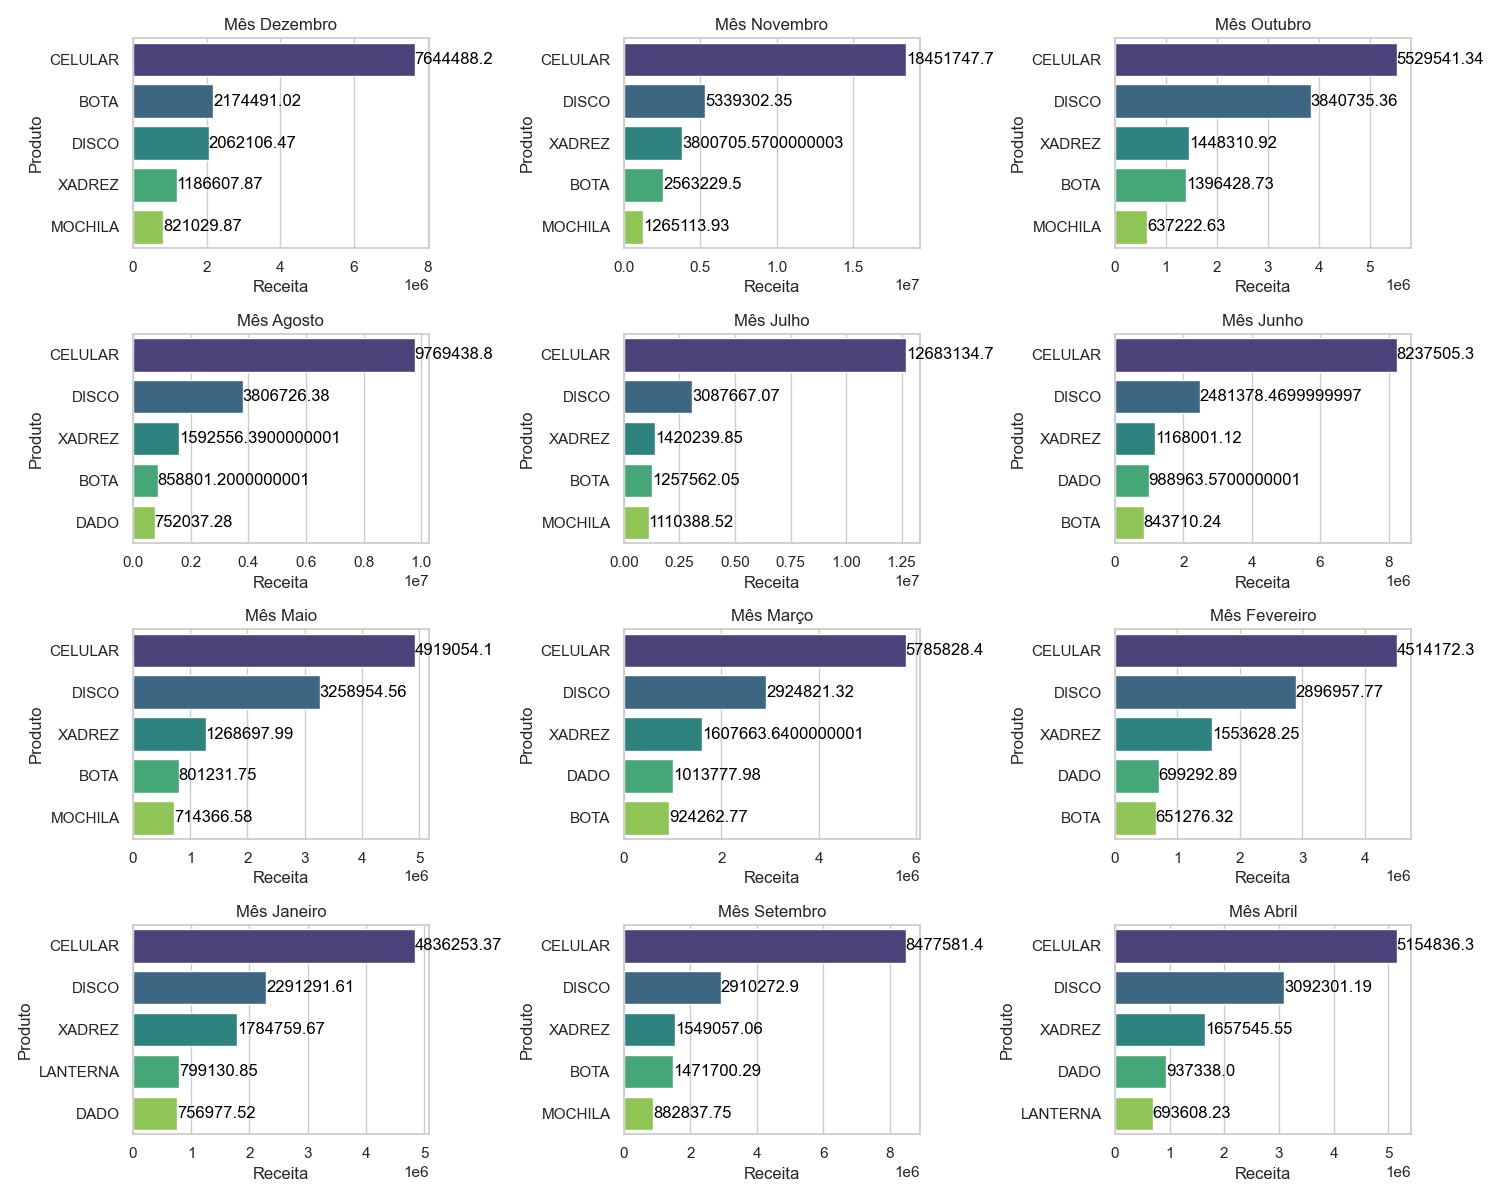 Mês Dezembro
CELULAR 7644488.2
BOTA 2174491.02
DISCO 2062106.47
XADREZ 1186607.87
MOCHILA 821029.87
Produto
0 2 4 6 8
Receita 1e6
Mês Novembro
CELULAR 18451747.7
DISCO 5339302.35
XADREZ 3800705.5700000003
BOTA 2563229.5
MOCHILA 1265113.93
Produto
0.0 0.5 1.0 1.5
Receita 1e7
Mês Outubro
CELULAR 5529541.34
DISCO 3840735.36
XADREZ 1448310.92
BOTA 1396428.73
MOCHILA 637222.63
Produto
0 1 2 3 4 5
Receita 1e6
Mês Agosto
CELULAR 9769438.8
DISCO 3806726.38
XADREZ 1592556.3900000001
BOTA 858801.2000000001
DADO 752037.28
Produto
0.0 0.2 0.4 0.6 0.8 1.0
Receita 1e7
Mês Julho
CELULAR 12683134.7
DISCO 3087667.07
XADREZ 1420239.85
BOTA 1257562.05
MOCHILA 1110388.52
Produto
0.00 0.25 0.50 0.75 1.00 1.25
Receita 1e7
Mês Junho
CELULAR 8237505.3
DISCO 2481378.4699999997
XADREZ 1168001.12
DADO 988963.5700000001
BOTA 843710.24
Produto
0 2 4 6 8
Receita 1e6
Mês Maio
CELULAR 4919054.1
DISCO 3258954.56
XADREZ 1268697.99
BOTA 801231.75
MOCHILA 714366.58
Produto
0 1 2 3 4 5
Receita 1e6
Mês Março
CELULAR 5785828.4
DISCO 2924821.32
XADREZ 1607663.6400000001
DADO 1013777.98
BOTA 924262.77
Produto
0 2 4 6
Receita 1e6
Mês Fevereiro
CELULAR 4514172.3
DISCO 2896957.77
XADREZ 1553628.25
DADO 699292.89
BOTA 651276.32
Produto
0 1 2 3 4
Receita 1e6
Mês Janeiro
CELULAR 4836253.37
DISCO 2291291.61
XADREZ 1784759.67
LANTERNA 799130.85
DADO 756977.52
Produto
0 1 2 3 4 5
Receita 1e6
Mês Setembro
CELULAR 8477581.4
DISCO 2910272.9
XADREZ 1549057.06
BOTA 1471700.29
MOCHILA 882837.75
Produto
0 2 4 6 8
Receita 1e6
Mês Abril
CELULAR 5154836.3
DISCO 3092301.19
XADREZ 1657545.55
DADO 937338.0
LANTERNA 693608.23
Produto
0 1 2 3 4 5
Receita 1e6